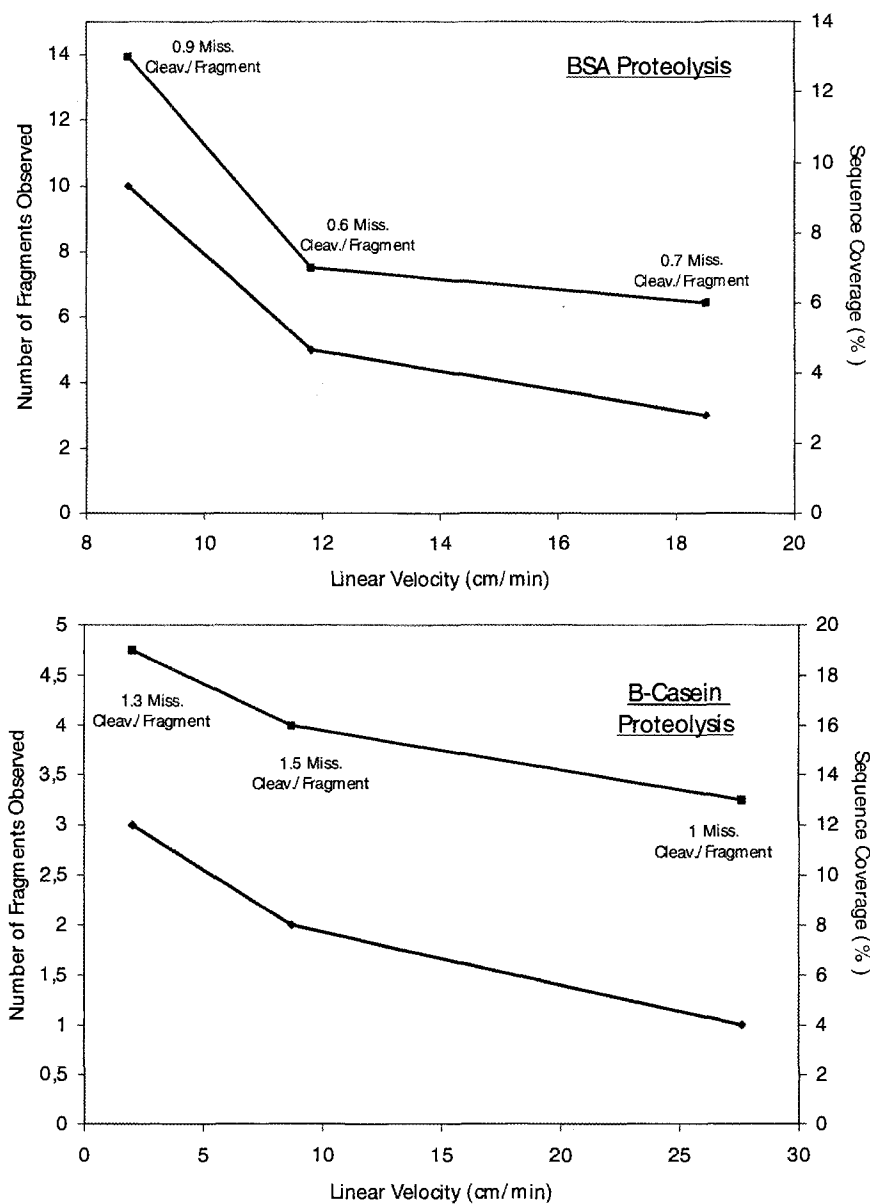 BSA Proteolysis
Number of Fragments Observed
14
12
10
8
6
4
2
0
0.9 Miss.
Cleav./Fragment
0.6 Miss.
Cleav./Fragment
0.7 Miss.
Cleav./Fragment
14
12
10
8
6
4
2
0
Sequence Coverage (%)
8
10
12
14
16
18
20
Linear Velocity (cm/min)
B-Casein
Proteolysis
Number of Fragments Observed
5
4,5
4
3,5
3
2,5
2
1,5
1
0,5
0
1.3 Miss.
Cleav./Fragment
1.5 Miss.
Cleav./Fragment
1 Miss.
Cleav./Fragment
20
18
16
14
12
10
8
6
4
2
0
Sequence Coverage (%)
0
5
10
15
20
25
30
Linear Velocity (cm/min)